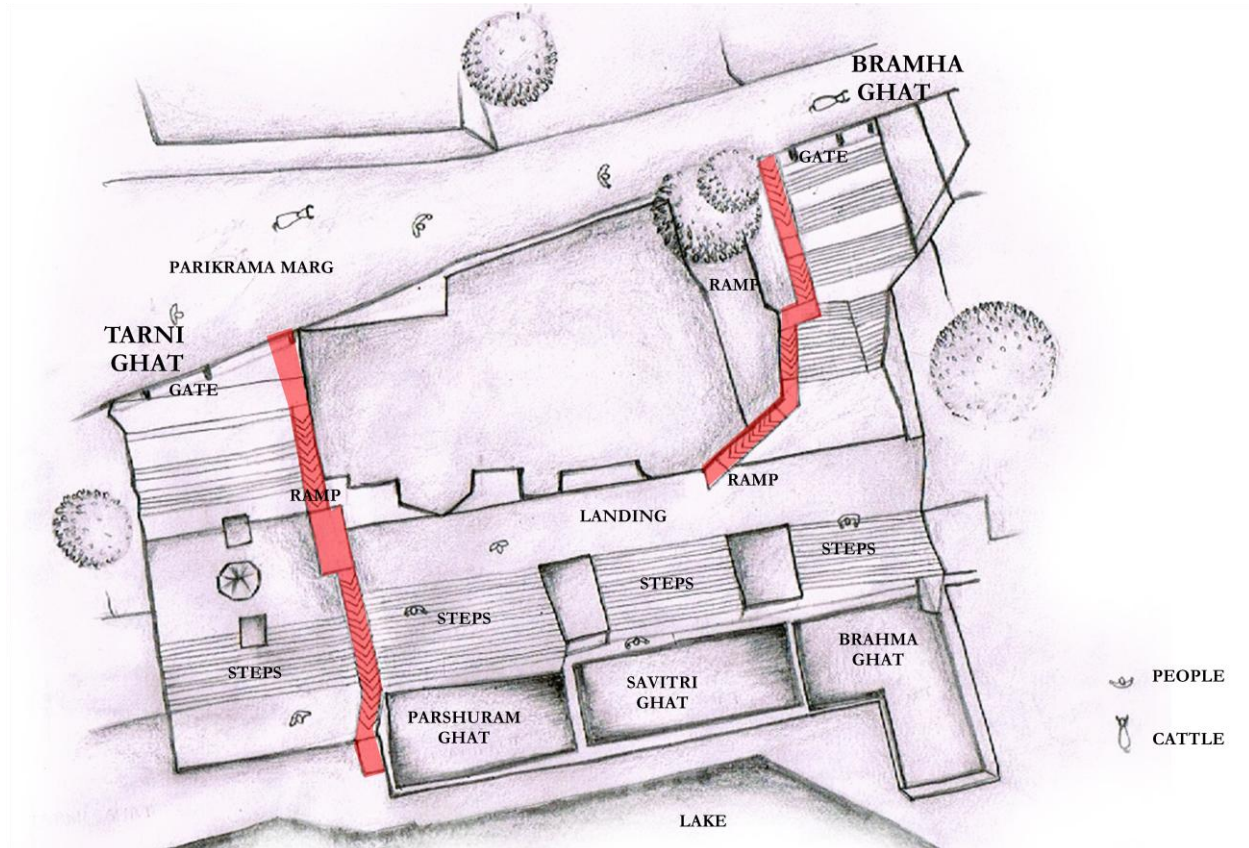 BRAMHA
GHAT
GATE
PARIKRAMA MARG
RAMP
TARNI
GHAT
GATE
RAMP
RAMP
LANDING
STEPS
STEPS
STEPS
STEPS
BRAHMA
GHAT
SAVITRI
GHAT
PARSHURAM
GHAT
PEOPLE
CATTLE
LAKE